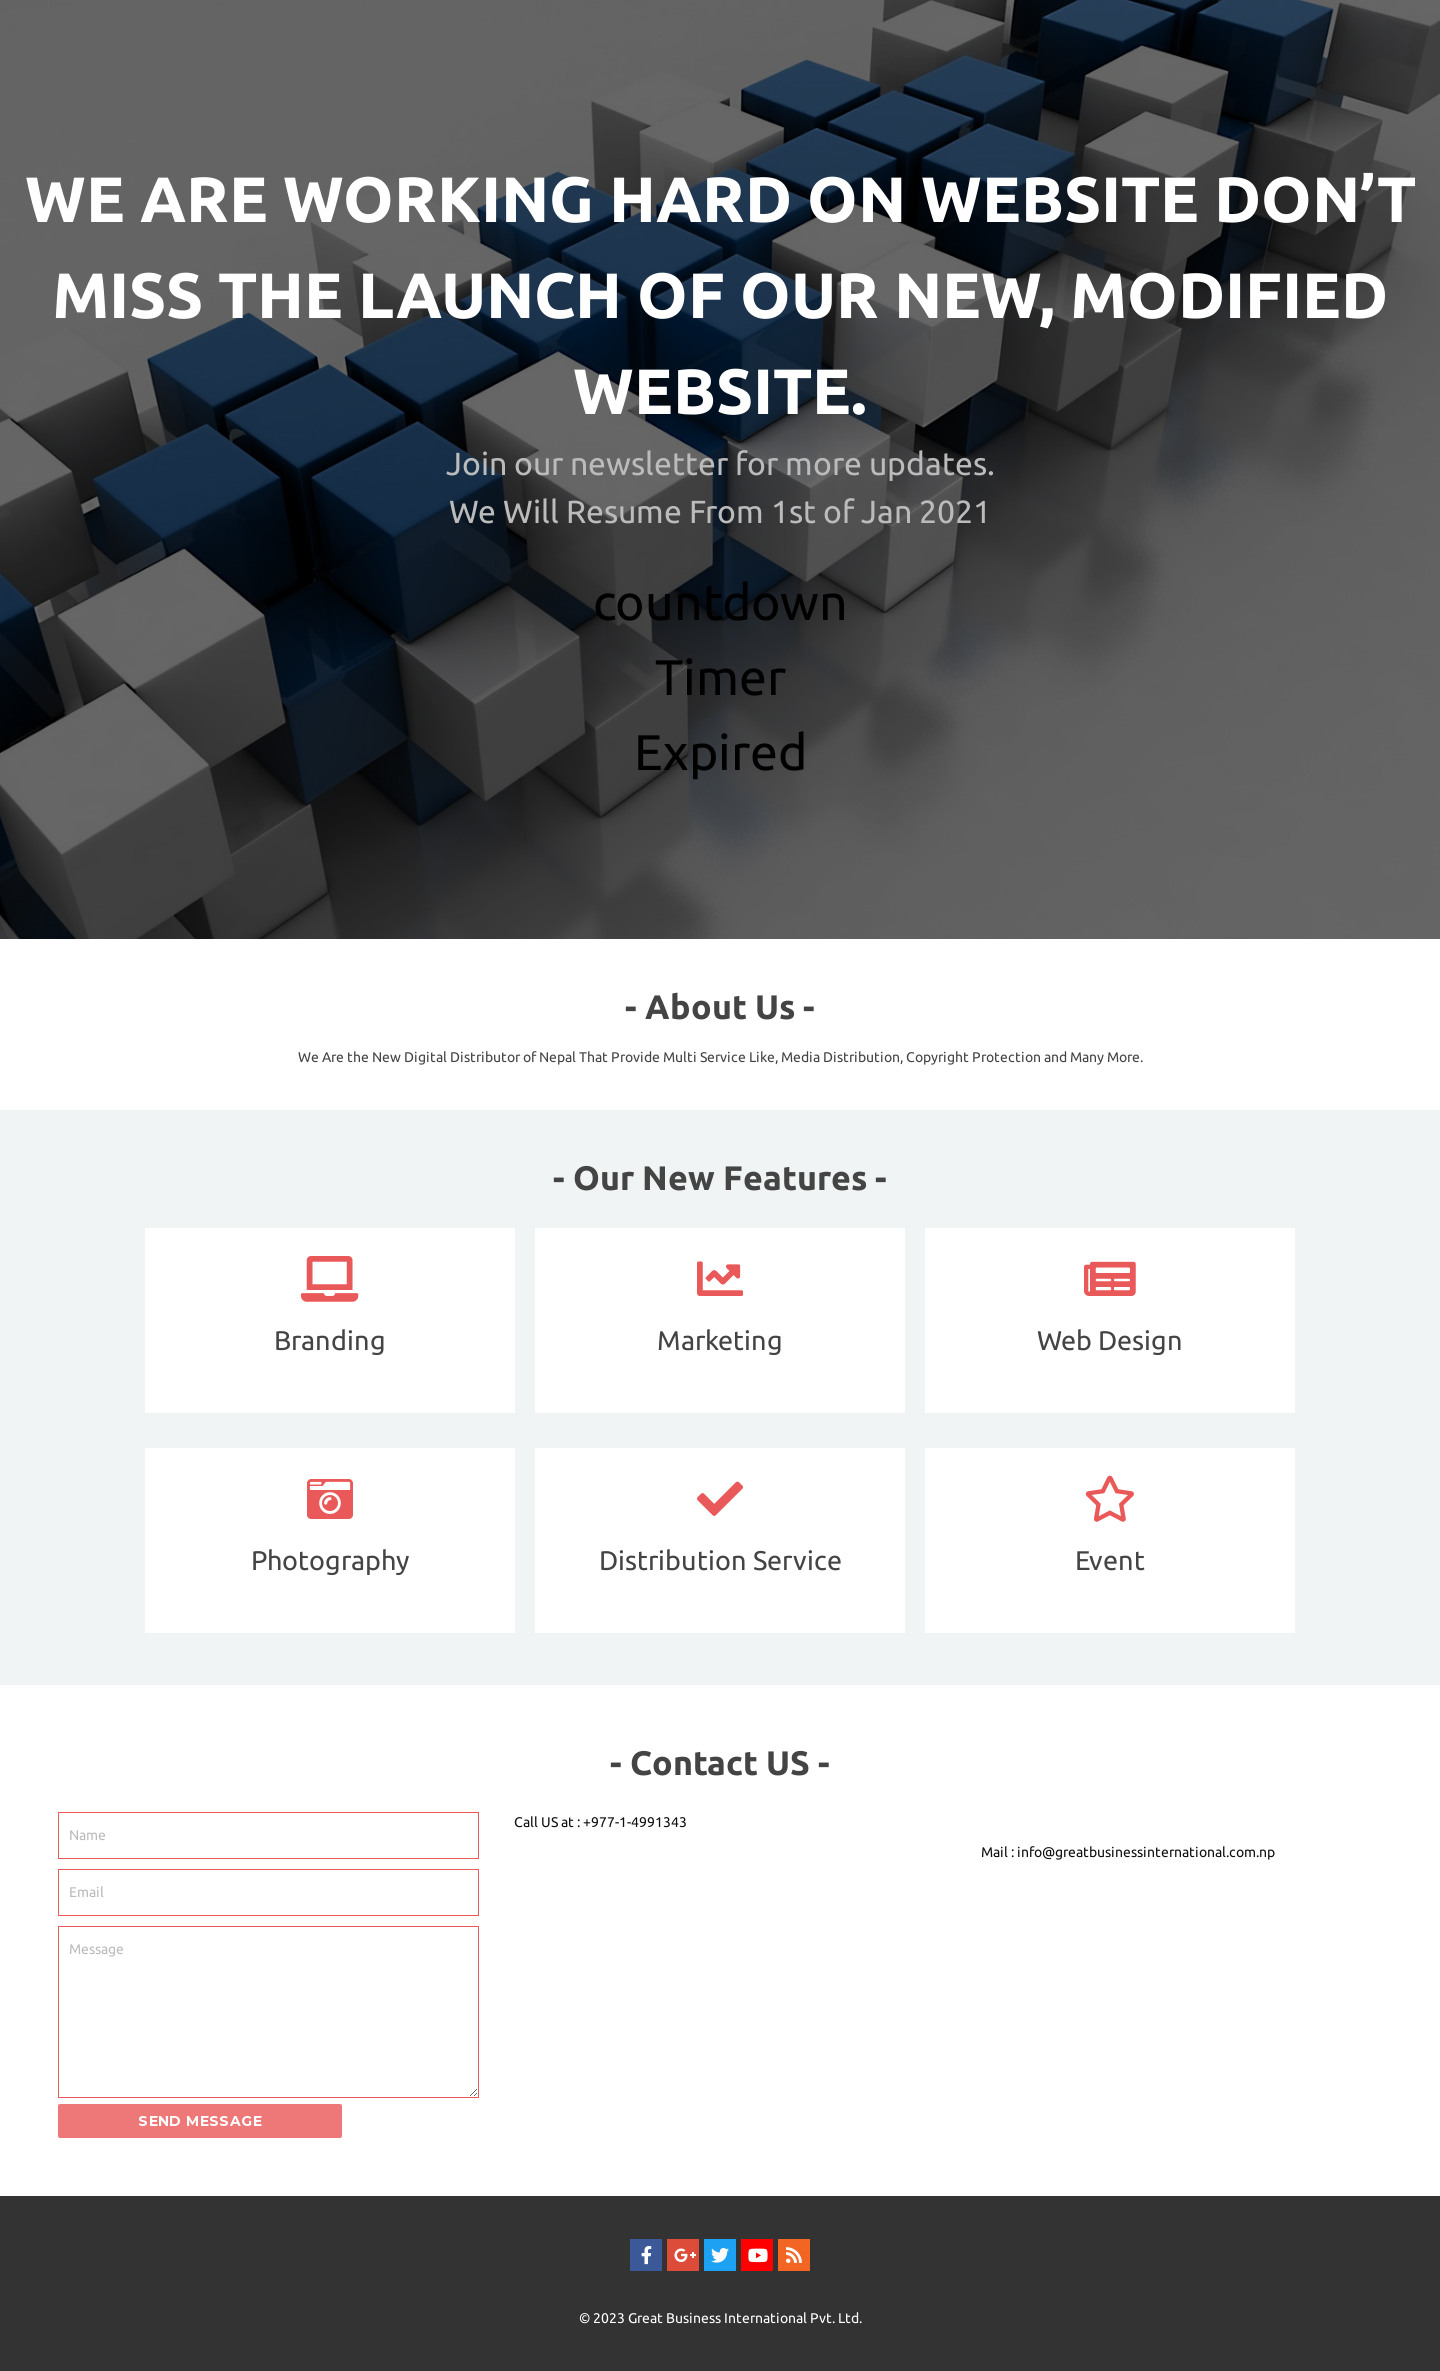 WE ARE WORKING HARD ON WEBSITE DON’T
MISS THE LAUNCH OF OUR NEW, MODIFIED
WEBSITE.
Join our newsletter for more updates.
We Will Resume From 1st of Jan 2021
countdown
Timer
Expired
- About Us -
We Are the New Digital Distributor of Nepal That Provide Multi Service Like, Media Distribution, Copyright Protection and Many More.
- Our New Features -
Branding
Marketing
Web Design
Photography
Distribution Service
Event
- Contact US -
Name
Email
Message
SEND MESSAGE
Call US at : +977-1-4991343
Mail : info@greatbusinessinternational.com.np
© 2023 Great Business International Pvt. Ltd.